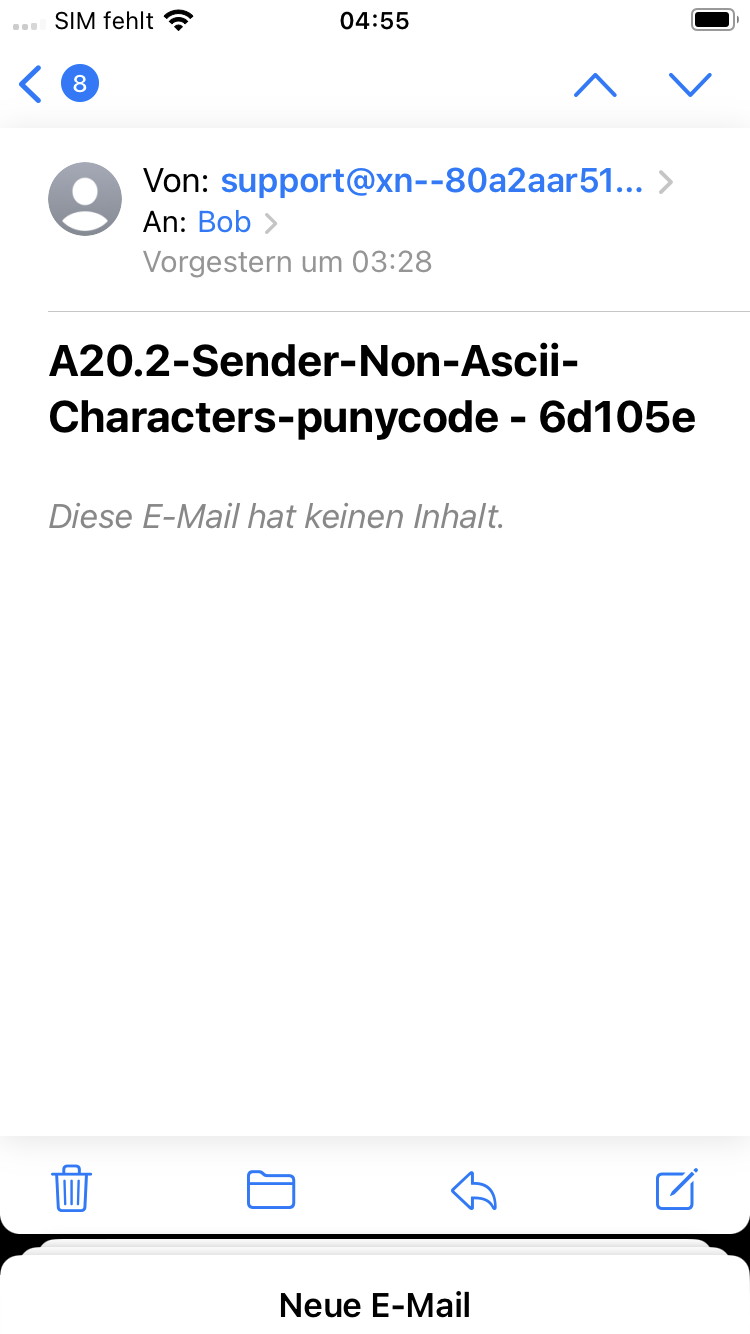 SIM fehlt 04:55
8
Von: support@xn--80a2aar51...
An: Bob
Vorgestern um 03:28
A20.2-Sender-Non-Ascii-
Characters-punycode - 6d105e
Diese E-Mail hat keinen Inhalt.
Neue E-Mail